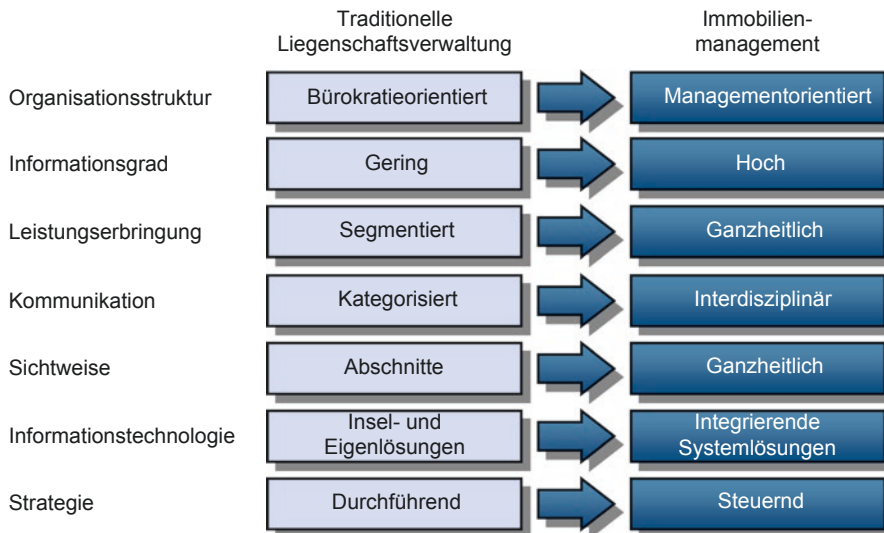 Traditionelle
Liegenschaftsverwaltung
Immobilien-
management
Organisationsstruktur
Bürokratieorientiert
Managementorientiert
Informationsgrad
Gering
Hoch
Leistungserbringung
Segmentiert
Ganzheitlich
Kommunikation
Kategorisiert
Interdisziplinär
Sichtweise
Abschnitte
Ganzheitlich
Informationstechnologie
Insel- und
Eigenlösungen
Integrierende
Systemlösungen
Strategie
Durchführend
Steuernd